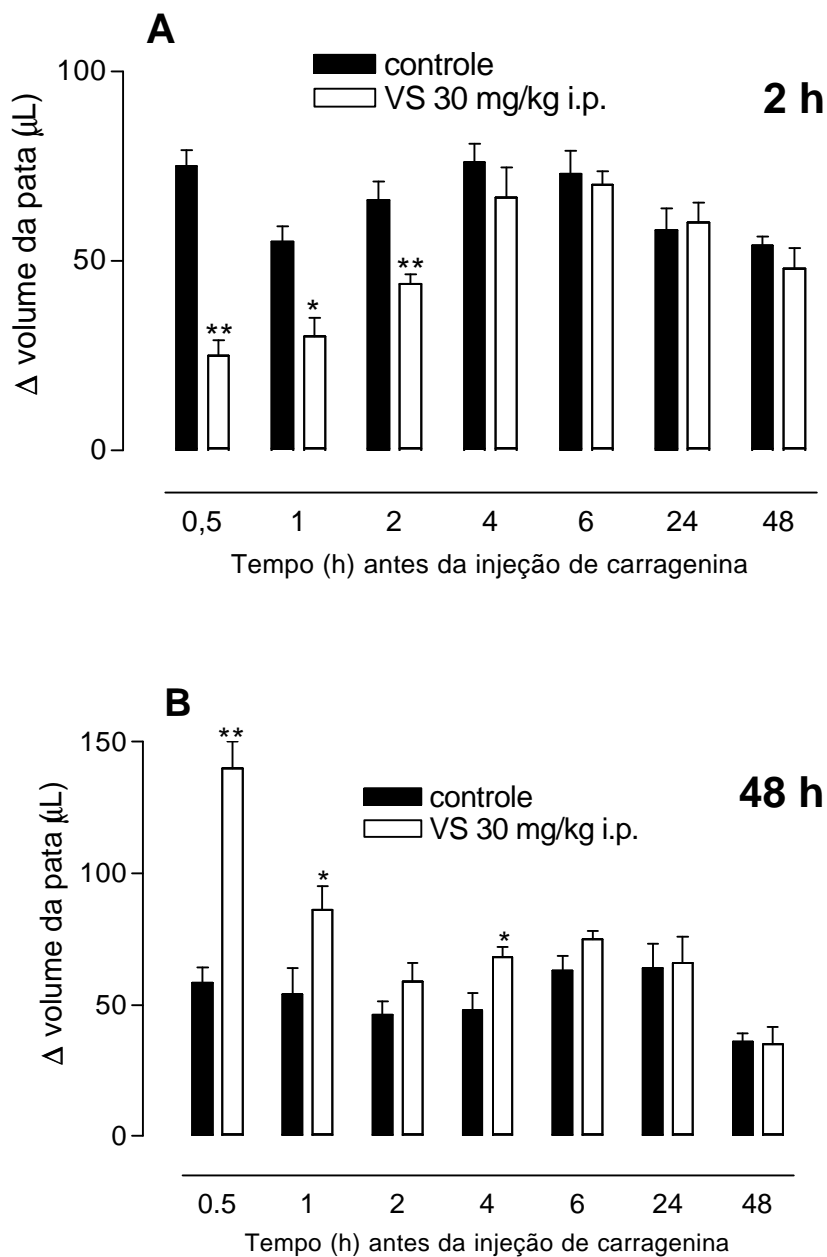 A
controle
VS 30 mg/kg i.p.
2 h
Δ volume da pata (μL)
100
50
0
**
*
**
0,5 1 2 4 6 24 48
Tempo (h) antes da injeção de carragenina
B
controle
VS 30 mg/kg i.p.
48 h
Δ volume da pata (μL)
150
100
50
0
**
*
*
0.5 1 2 4 6 24 48
Tempo (h) antes da injeção de carragenina